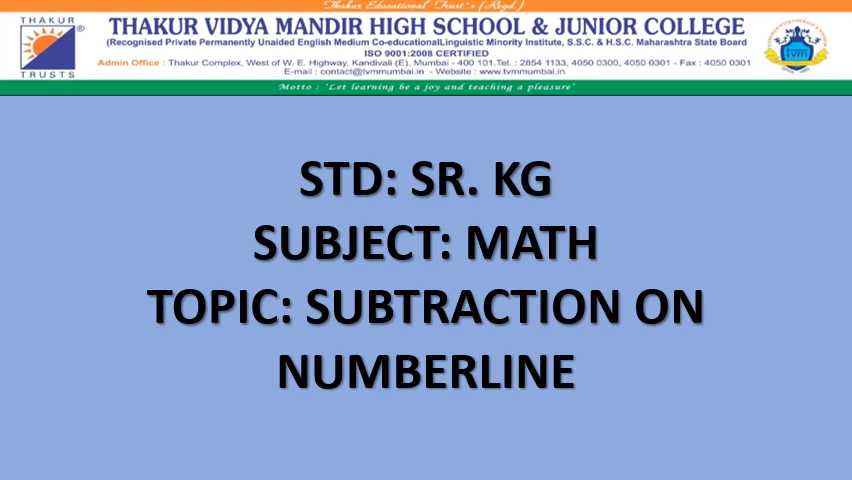 Thakur Educational Trust's (Regd.)
THAKUR
®
TRUSTS
THAKUR VIDYA MANDIR HIGH SCHOOL & JUNIOR COLLEGE
(Recognised Private Permanently Unaided English Medium Co-educationalLinguistic Minority Institute, S.S.C. & H.S.C. Maharashtra State Board
ISO 9001:2008 CERTIFIED
Admin Office : Thakur Complex, West of W. E. Highway, Kandivali (E), Mumbai - 400 101.Tel. : 2854 1133, 4050 0300, 4050 0301 - Fax : 4050 0301
E-mail : contact@tvmmumbai.in - Website : www.tvmmumbai.in
tvm
Motto : 'Let learning be a joy and teaching a pleasure'
STD: SR. KG
SUBJECT: MATH
TOPIC: SUBTRACTION ON
NUMBERLINE